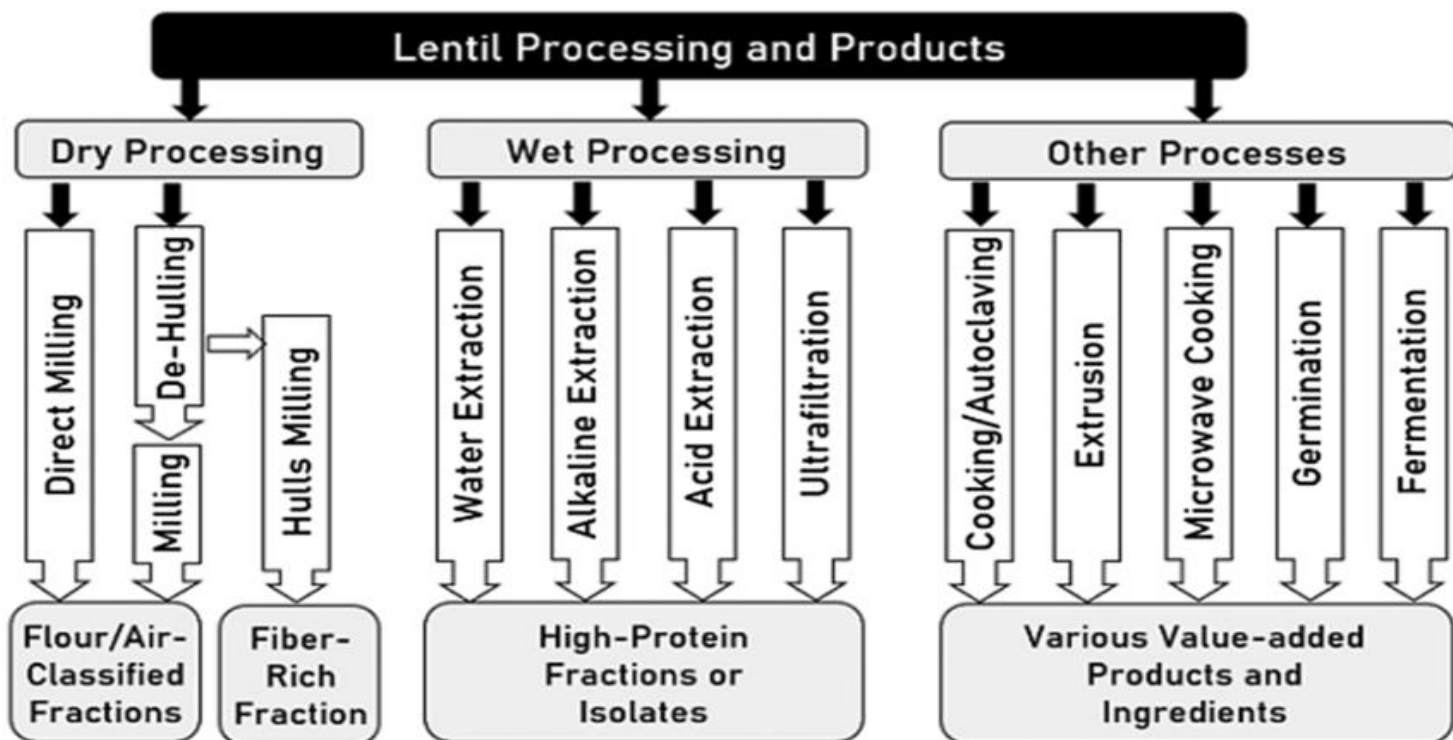 Lentil Processing and Products
Dry Processing
Wet Processing
Other Processes
Direct Milling
De-Hulling
Milling
Hulls Milling
Water Extraction
Alkaline Extraction
Acid Extraction
Ultrafiltration
Cooking/Autoclaving
Extrusion
Microwave Cooking
Germination
Fermentation
Flour/Air-
Classified
Fractions
Fiber-
Rich
Fraction
High-Protein
Fractions or
Isolates
Various Value-added
Products and
Ingredients